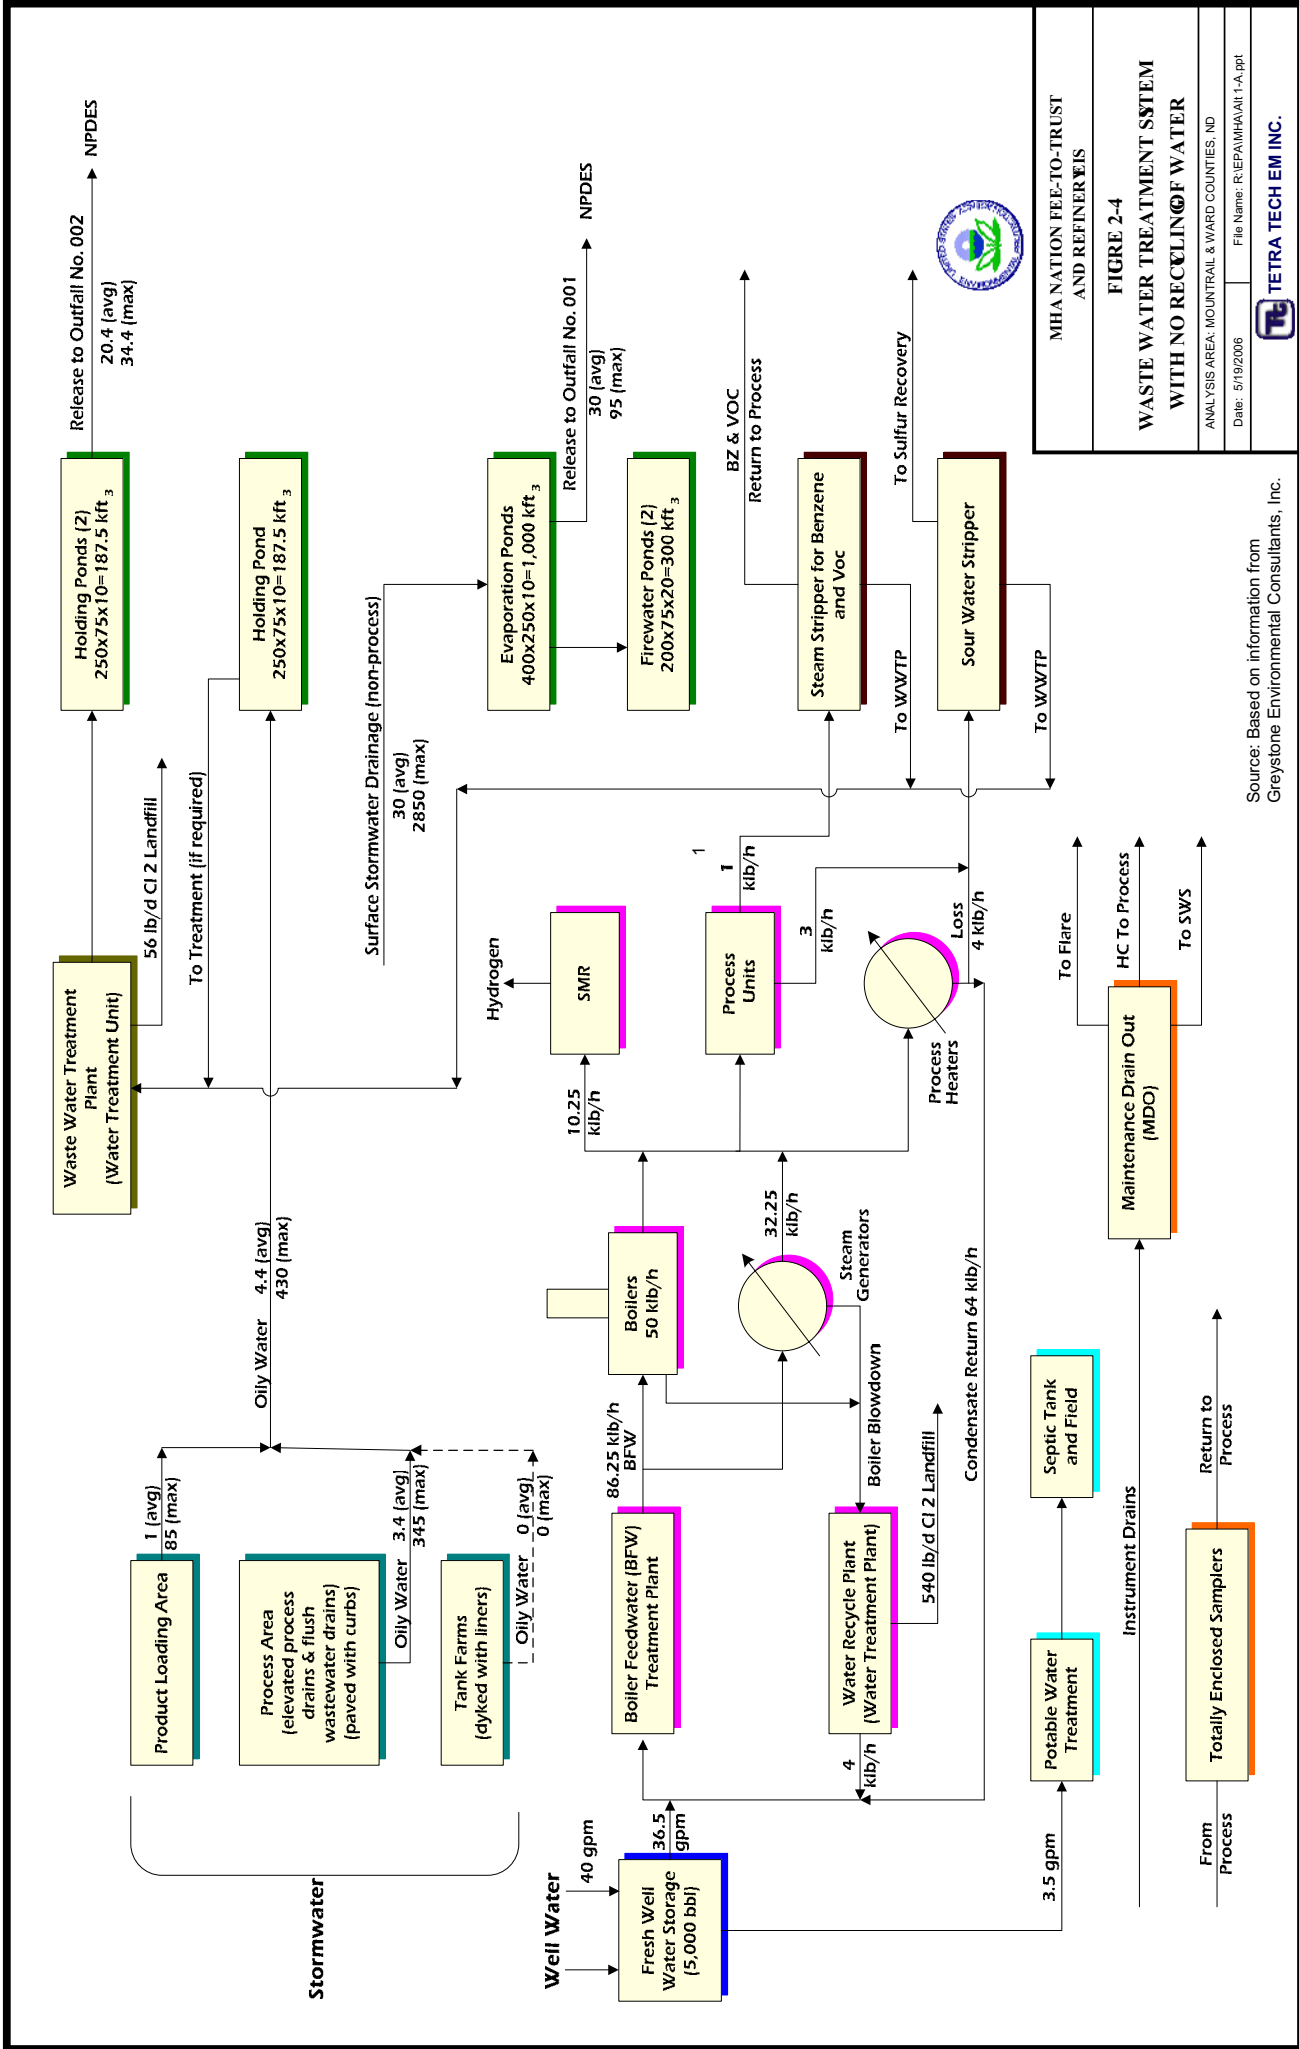 Stormwater
Product Loading Area
1 (avg)
85 (max)
Process Area
(elevated process
drains & flush
wastewater drains)
(paved with curbs)
Oily Water
3.4 (avg)
345 (max)
Tank Farms
(dyked with liners)
Oily Water
0 (avg)
0 (max)
Oily Water
4.4 (avg)
430 (max)
Waste Water Treatment
Plant
(Water Treatment Unit)
56 lb/d Cl 2 Landfill
To Treatment (if required)
Holding Ponds (2)
250x75x10=187.5 kft 3
Release to Outfall No. 002
20.4 (avg)
34.4 (max)
NPDES
Holding Pond
250x75x10=187.5 kft 3
Surface Stormwater Drainage (non-process)
30 (avg)
2850 (max)
Evaporation Ponds
400x250x10=1,000 kft 3
Release to Outfall No. 001
30 (avg)
95 (max)
NPDES
Firewater Ponds (2)
200x75x20=300 kft 3
Well Water
40 gpm
Fresh Well
Water Storage
(5,000 bbl)
36.5
gpm
Boiler Feedwater (BFW)
Treatment Plant
86.25 klb/h
BFW
Boilers
50 klb/h
10.25
klb/h
SMR
Hydrogen
32.25
klb/h
Steam
Generators
Boiler Blowdown
Process
Units
1
1
klb/h
3
klb/h
Process
Heaters
Loss
4 klb/h
Steam Stripper for Benzene
and Voc
BZ & VOC
Return to Process
To WWTP
Sour Water Stripper
To Sulfur Recovery
To WWTP
Water Recycle Plant
(Water Treatment Plant)
4
klb/h
540 lb/d Cl 2 Landfill
Condensate Return 64 klb/h
3.5 gpm
Potable Water
Treatment
Septic Tank
and Field
Instrument Drains
Maintenance Drain Out
(MDO)
To Flare
HC To Process
To SWS
From
Process
Totally Enclosed Samplers
Return to
Process
Source: Based on information from
Greystone Environmental Consultants, Inc.
MHA NATION FEE-TO-TRUST
AND REFINERY EIS
FIGRE 2-4
WASTE WATER TREATMENT SYSTEM
WITH NO RECYCLING OF WATER
ANALYSIS AREA: MOUNTRAIL & WARD COUNTIES, ND
Date: 5/19/2006
File Name: R:\EPA\MHA\Alt 1-A.ppt
TETRA TECH EM INC.